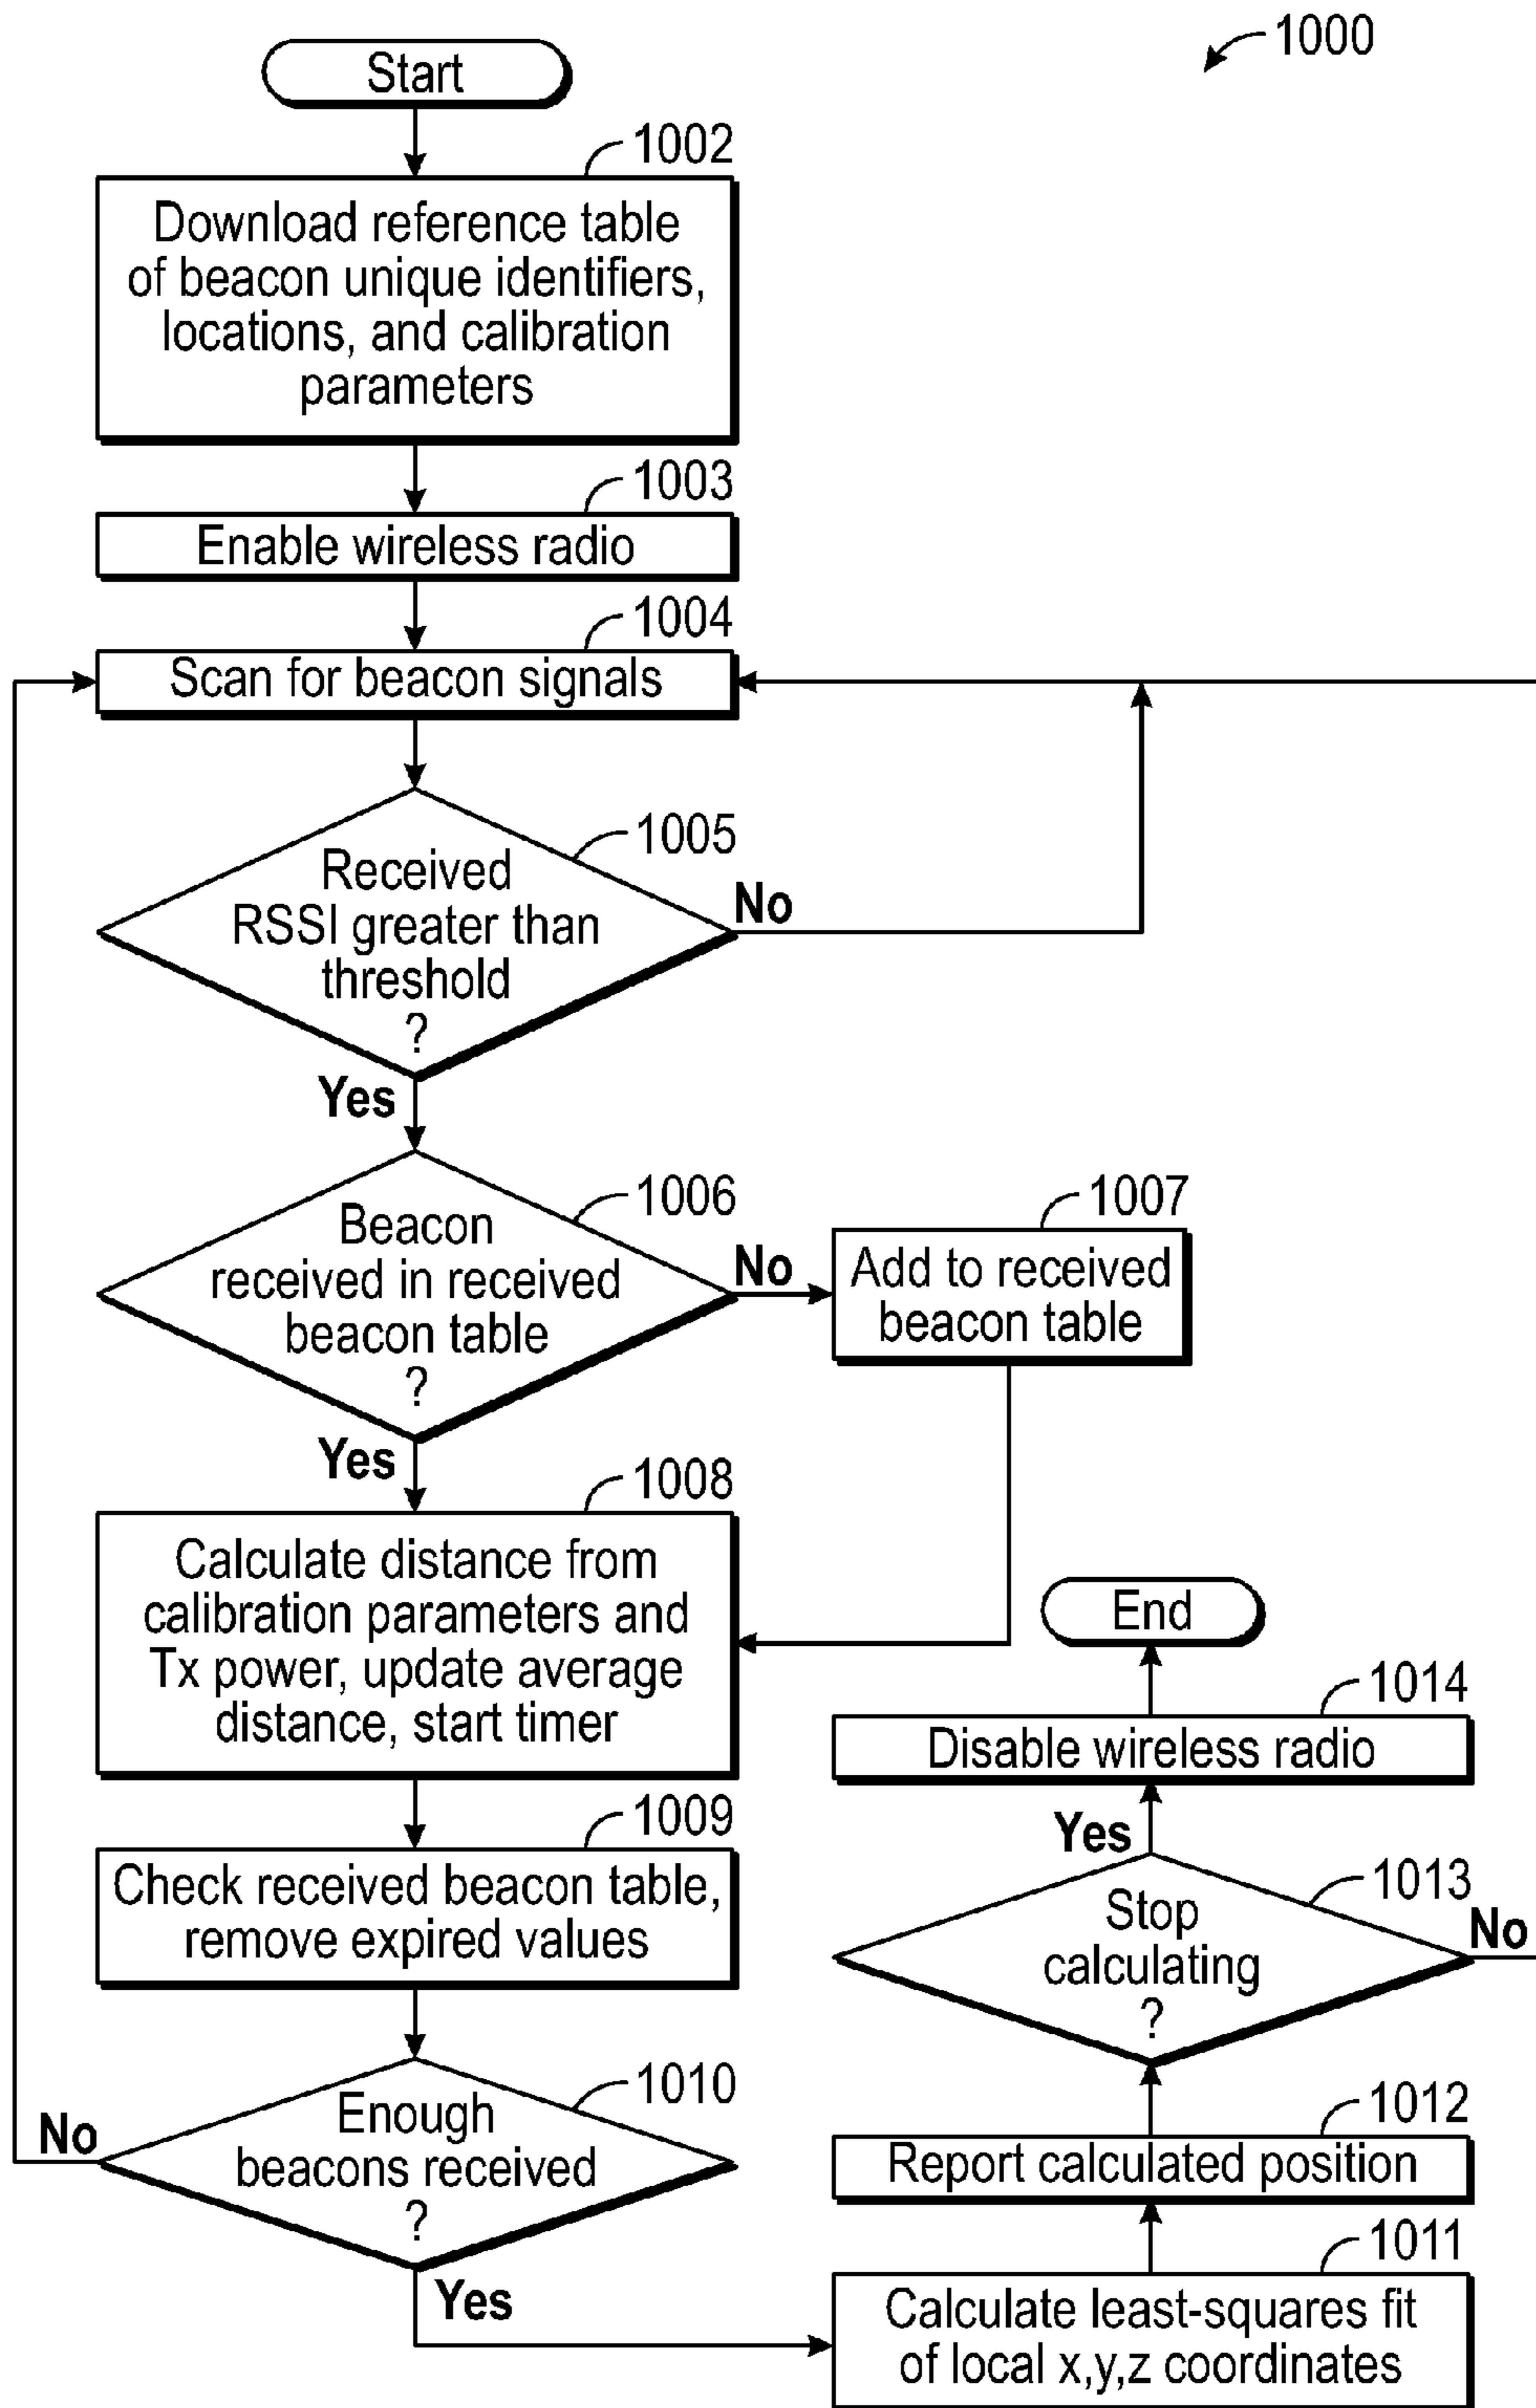 1000
Start
1002
Download reference table
of beacon unique identifiers,
locations, and calibration
parameters
1003
Enable wireless radio
1004
Scan for beacon signals
1005
Received
RSSI greater than
threshold
?
No
Yes
1006
Beacon
received in received
beacon table
?
No
1007
Add to received
beacon table
Yes
1008
Calculate distance from
calibration parameters and
Tx power, update average
distance, start timer
1009
Check received beacon table,
remove expired values
1010
Enough
beacons received
?
No
Yes
1011
Calculate least-squares fit
of local x,y,z coordinates
1012
Report calculated position
1013
Stop
calculating
?
No
Yes
1014
Disable wireless radio
End